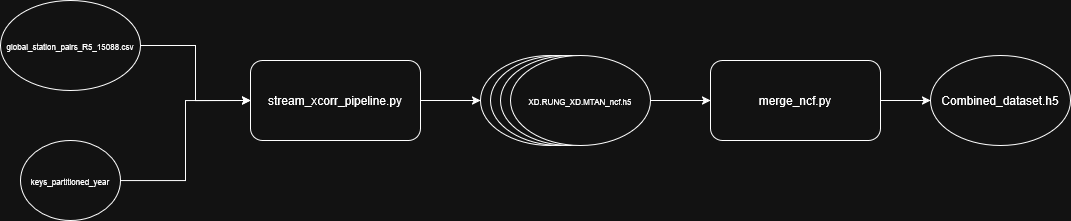 global_station_pairs_R5_15088.csv
stream_xcorr_pipeline.py
XD.RUNG_XD.MTAN_ncf.h5
merge_ncf.py
Combined_dataset.h5
keys_partitioned_year